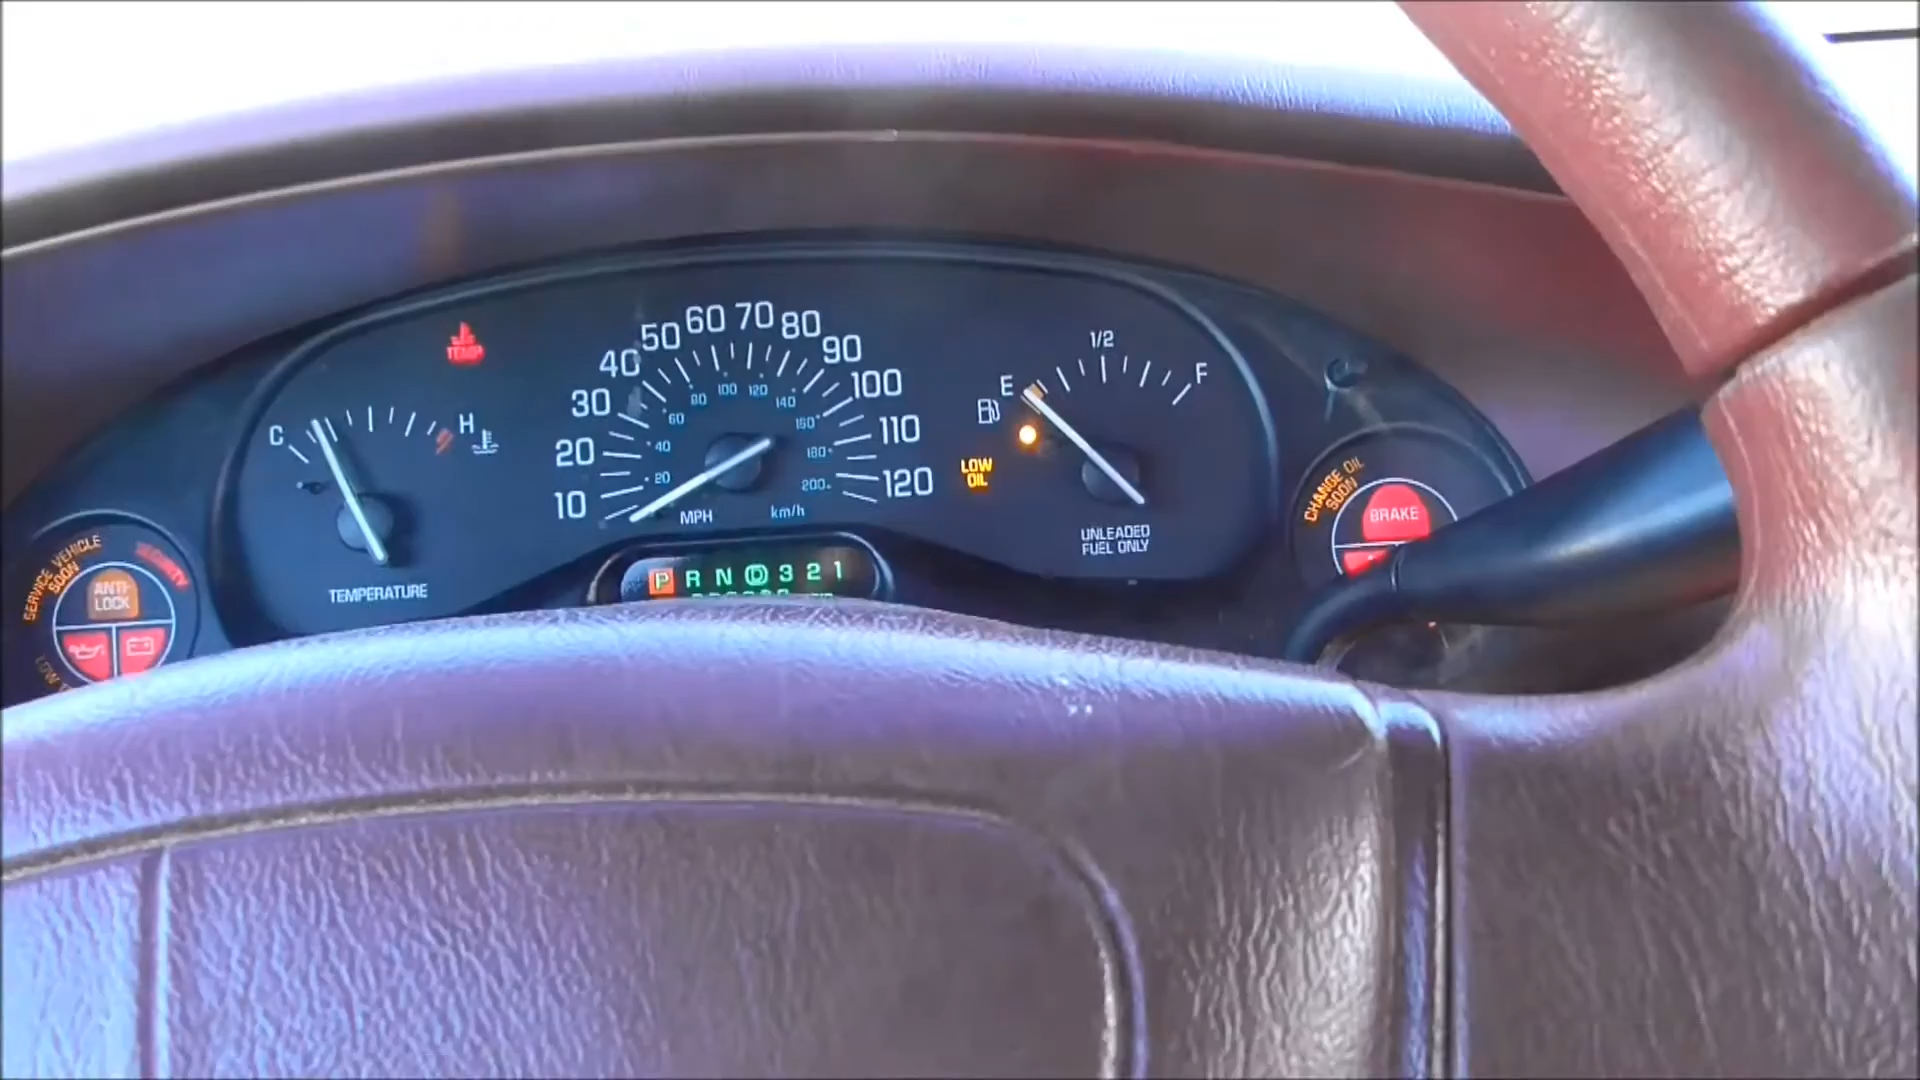 TEMP
C
H
TEMPERATURE
SERVICE VEHICLE
SOON
SECURITY
ANTI-
LOCK
LOW
10
20
30
40
50
60
70
80
90
100
110
120
20
40
60
80
100
120
140
160
180
200
MPH
km/h
P R N D 3 2 1
E
1/2
F
LOW
OIL
UNLEADED
FUEL ONLY
CHANGE OIL
SOON
BRAKE